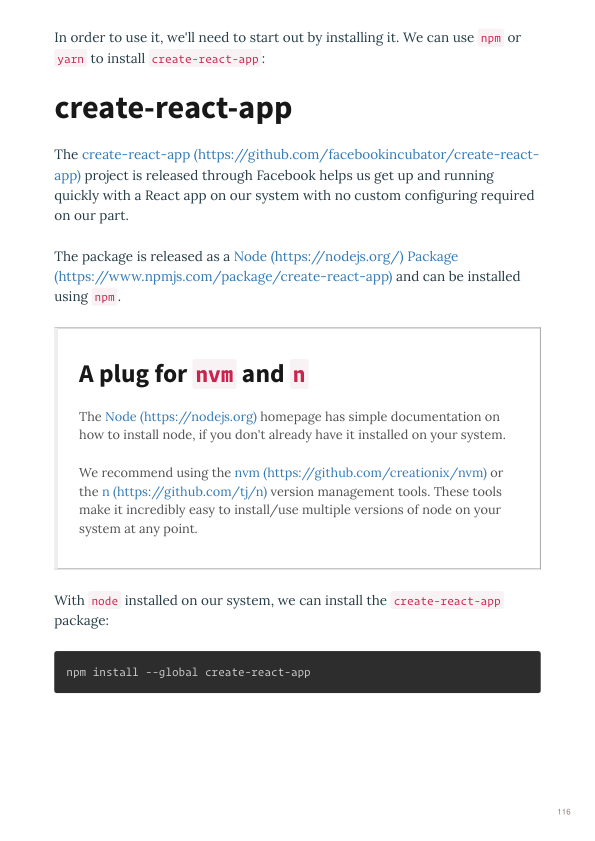 In order to use it, we'll need to start out by installing it. We can use npm or
yarn to install create-react-app:
create-react-app
The create-react-app (https://github.com/facebookincubator/create-react-
app) project is released through Facebook helps us get up and running
quickly with a React app on our system with no custom configuring required
on our part.
The package is released as a Node (https://nodejs.org/) Package
(https://www.npmjs.com/package/create-react-app) and can be installed
using npm.
A plug for nvm and n
The Node (https://nodejs.org) homepage has simple documentation on
how to install node, if you don't already have it installed on your system.
We recommend using the nvm (https://github.com/creationix/nvm) or
the n (https://github.com/tj/n) version management tools. These tools
make it incredibly easy to install/use multiple versions of node on your
system at any point.
With node installed on our system, we can install the create-react-app
package:
npm install --global create-react-app
116